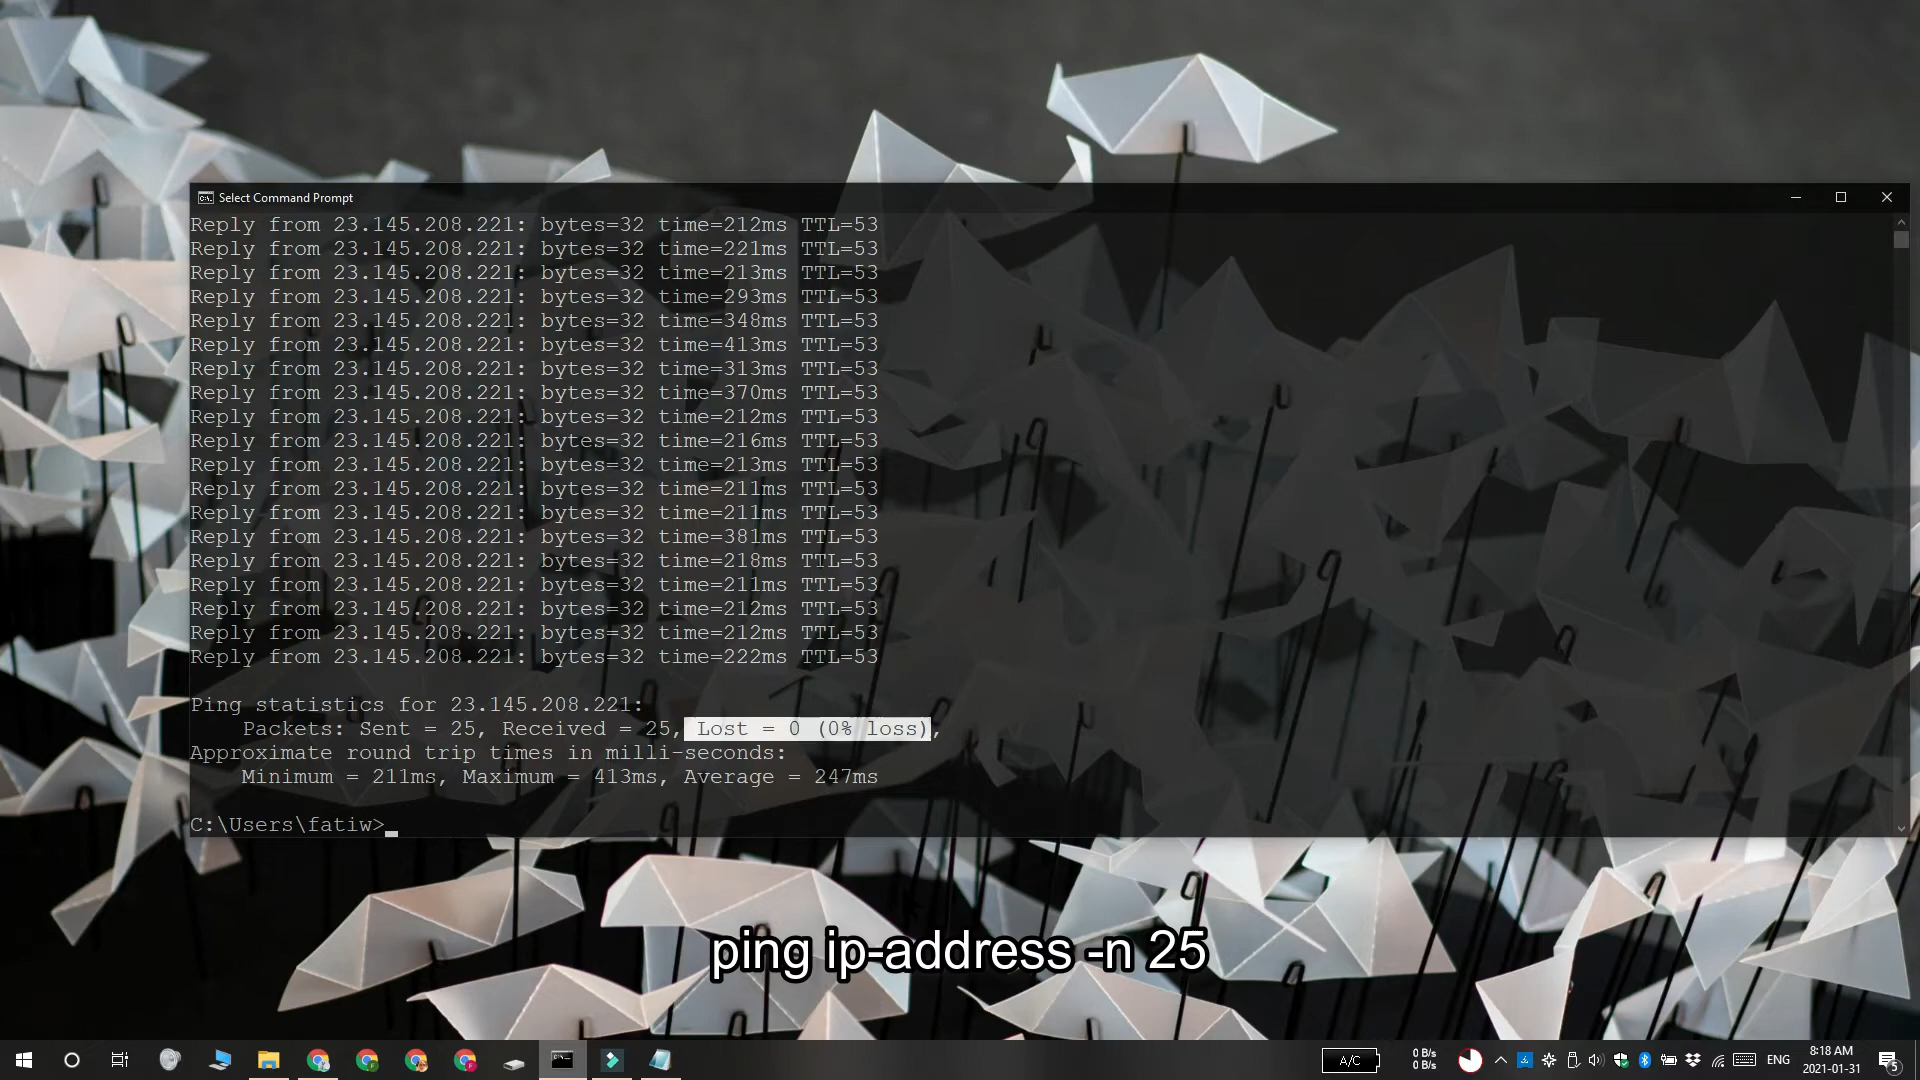 Select Command Prompt
Reply from 23.145.208.221: bytes=32 time=212ms TTL=53
Reply from 23.145.208.221: bytes=32 time=221ms TTL=53
Reply from 23.145.208.221: bytes=32 time=213ms TTL=53
Reply from 23.145.208.221: bytes=32 time=293ms TTL=53
Reply from 23.145.208.221: bytes=32 time=348ms TTL=53
Reply from 23.145.208.221: bytes=32 time=413ms TTL=53
Reply from 23.145.208.221: bytes=32 time=313ms TTL=53
Reply from 23.145.208.221: bytes=32 time=370ms TTL=53
Reply from 23.145.208.221: bytes=32 time=212ms TTL=53
Reply from 23.145.208.221: bytes=32 time=216ms TTL=53
Reply from 23.145.208.221: bytes=32 time=213ms TTL=53
Reply from 23.145.208.221: bytes=32 time=211ms TTL=53
Reply from 23.145.208.221: bytes=32 time=211ms TTL=53
Reply from 23.145.208.221: bytes=32 time=381ms TTL=53
Reply from 23.145.208.221: bytes=32 time=218ms TTL=53
Reply from 23.145.208.221: bytes=32 time=211ms TTL=53
Reply from 23.145.208.221: bytes=32 time=212ms TTL=53
Reply from 23.145.208.221: bytes=32 time=212ms TTL=53
Reply from 23.145.208.221: bytes=32 time=222ms TTL=53
Ping statistics for 23.145.208.221:
Packets: Sent = 25, Received = 25, Lost = 0 (0% loss),
Approximate round trip times in milli-seconds:
Minimum = 211ms, Maximum = 413ms, Average = 247ms
C:\Users\fatiw>
ping ip-address -n 25
A/C
0 B/s
0 B/s
ENG
8:18 AM
2021-01-31
5